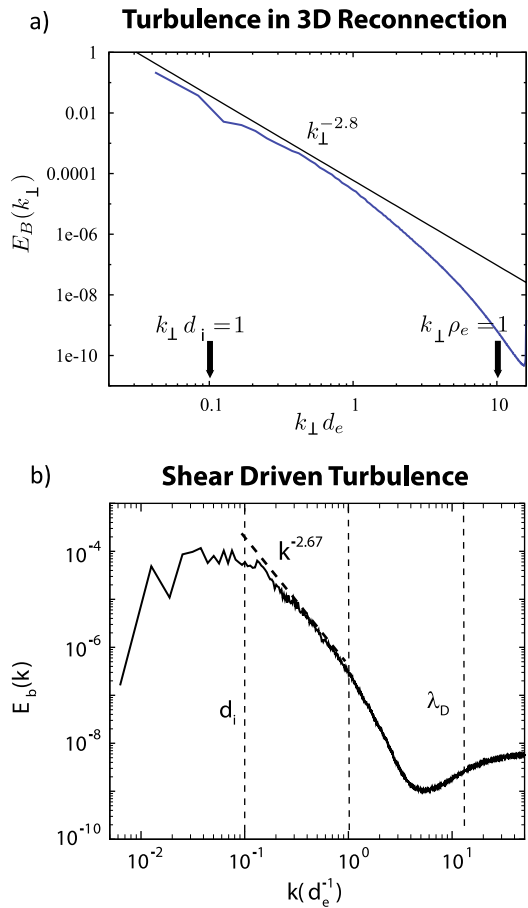 a) Turbulence in 3D Reconnection
1
0.01
0.0001
1e-06
1e-08
1e-10
E_B(k_⊥)
k_⊥^{-2.8}
k_⊥ d_i = 1
k_⊥ ρ_e = 1
0.1 1 10
k_⊥ d_e
b) Shear Driven Turbulence
10^{-4}
10^{-6}
10^{-8}
10^{-10}
E_b(k)
k^{-2.67}
d_i
λ_D
10^{-2} 10^{-1} 10^0 10^1
k(d_e^{-1})